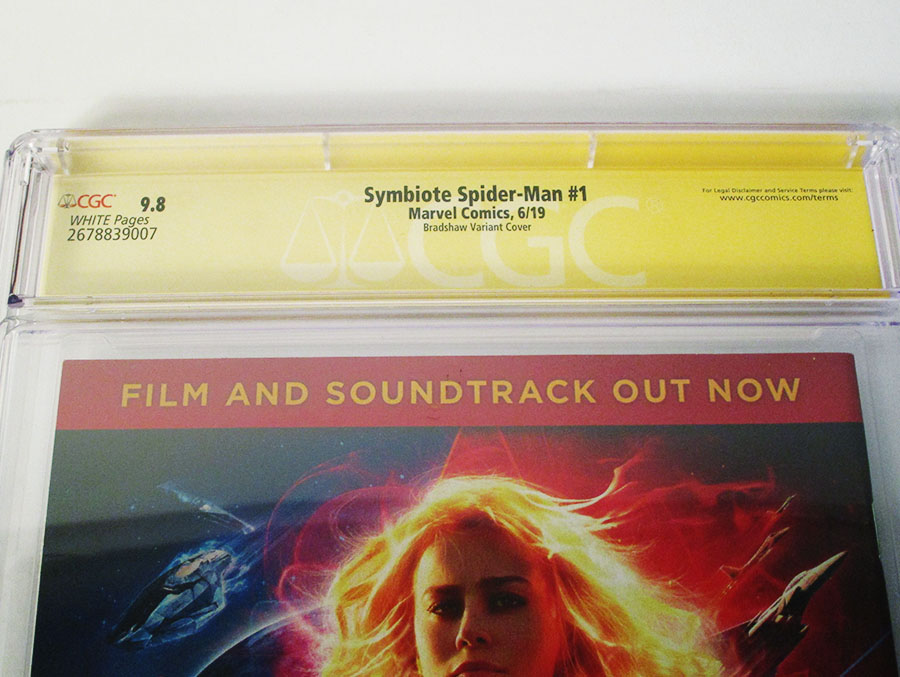 CGC 9.8
WHITE Pages
2678839007
Symbiote Spider-Man #1
Marvel Comics, 6/19
Bradshaw Variant Cover
For Legal Disclaimer and Service Terms please visit:
www.cgccomics.com/terms
CGC®
FILM AND SOUNDTRACK OUT NOW